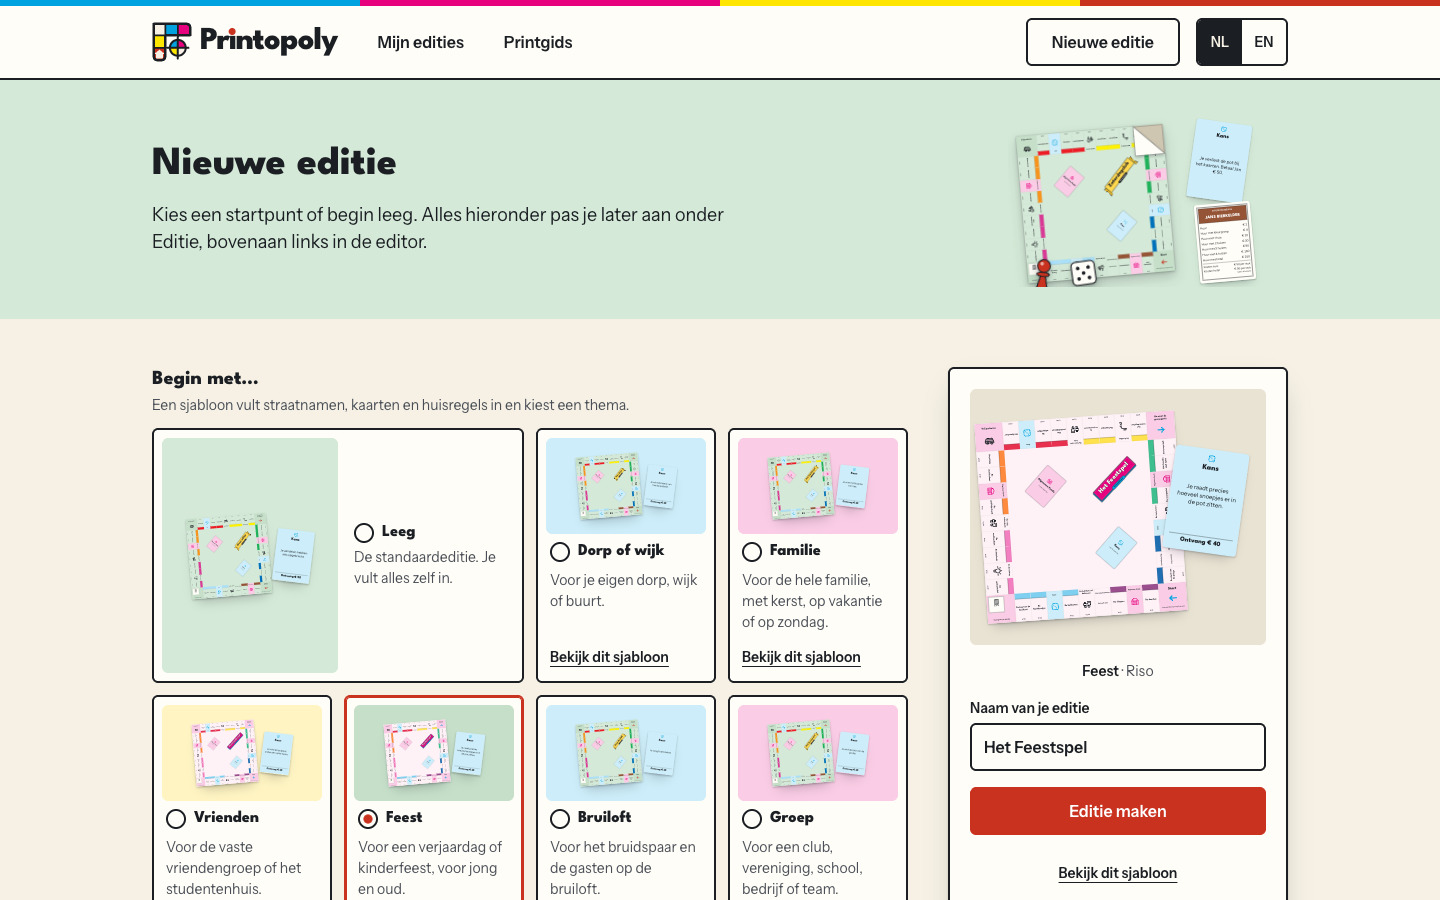 Printopoly
Mijn edities
Printgids
Nieuwe editie
NL
EN
Nieuwe editie
Kies een startpunt of begin leeg. Alles hieronder pas je later aan onder
Editie, bovenaan links in de editor.
Kans
Begin met...
Een sjabloon vult straatnamen, kaarten en huisregels in en kiest een thema.
Leeg
De standaardeditie. Je
vult alles zelf in.
Dorp of wijk
Voor je eigen dorp, wijk
of buurt.
Bekijk dit sjabloon
Familie
Voor de hele familie,
met kerst, op vakantie
of op zondag.
Bekijk dit sjabloon
Vrienden
Voor de vaste
vriendengroep of het
studentenhuis.
Feest
Voor een verjaardag of
kinderfeest, voor jong
en oud.
Bruiloft
Voor het bruidspaar en
de gasten op de
bruiloft.
Groep
Voor een club,
vereniging, school,
bedrijf of team.
Het Feestspel
Kans
Je raadt precies
hoeveel snoepjes er in
de pot zitten.
Ontvang € 40
Feest · Riso
Naam van je editie
Het Feestspel
Editie maken
Bekijk dit sjabloon